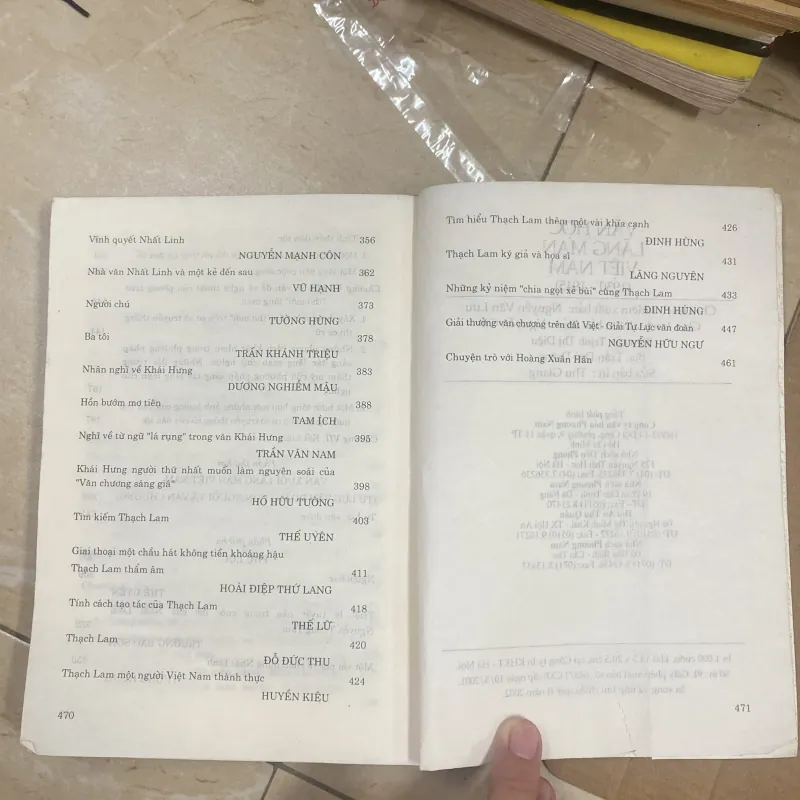 Vĩnh quyết Nhất Linh 356
NGUYỄN MẠNH CÔN
Nhà văn Nhất Linh và một kẻ đến sau 362
VŨ HẠNH
Người chú 373
TƯỜNG HÙNG
Ba tôi 378
TRẦN KHÁNH TRIỆU
Nhân nghĩ về Khái Hưng 383
DƯƠNG NGHIỄM MẬU
Hồn bướm mơ tiên 388
TAM ÍCH
Nghĩ về từ ngữ "lá rụng" trong văn Khái Hưng 395
TRẦN VĂN NAM
Khái Hưng người thứ nhất muốn làm nguyên soái của
"Văn chương sáng giá" 398
HỒ HỮU TƯỜNG
Tìm kiếm Thạch Lam 403
THẾ UYÊN
Giai thoại một chầu hát không tiền khoáng hậu
Thạch Lam thẩm âm 411
HOÀI ĐIỆP THỨ LANG
Tính cách tạo tác của Thạch Lam 418
THẾ LỮ
Thạch Lam 420
ĐỖ ĐỨC THU
Thạch Lam một người Việt Nam thành thực 424
HUYỀN KIÊU
470
Tìm hiểu Thạch Lam thêm một vài khía cạnh 426
ĐINH HÙNG
Thạch Lam ký giả và họa sĩ 431
LÃNG NGUYÊN
Những kỷ niệm "chia ngọt xẻ bùi" cùng Thạch Lam 433
ĐINH HÙNG
Giải thưởng văn chương trên đất Việt - Giải Tự Lực văn đoàn 447
NGUYỄN HỮU NGƯ
Chuyện trò với Hoàng Xuân Hãn 461
471